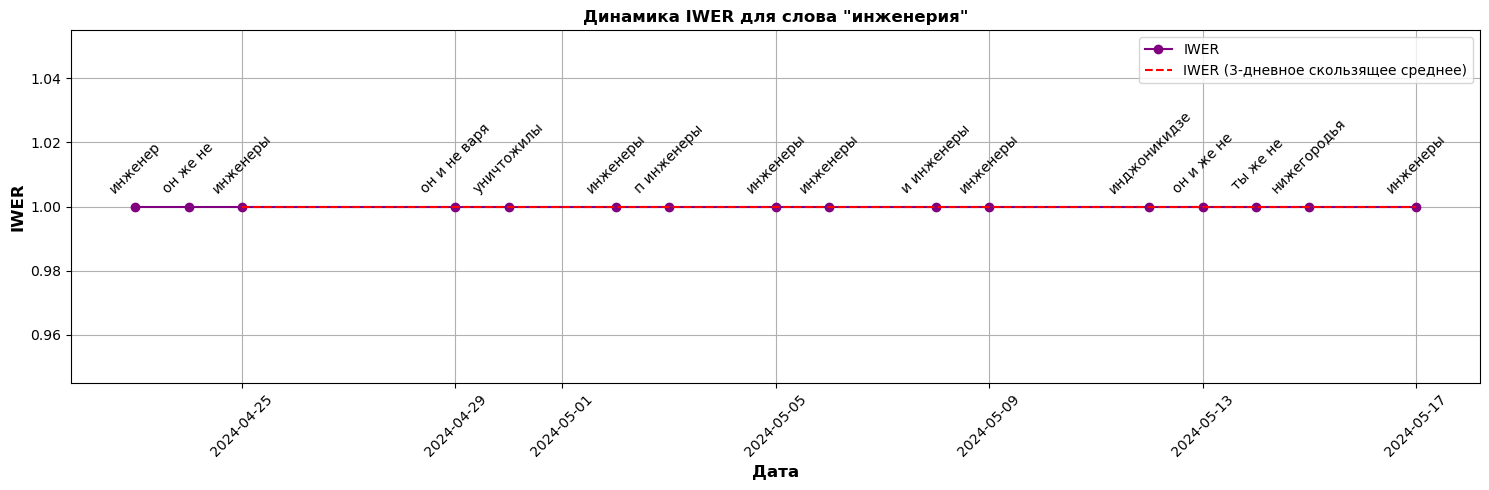 Динамика IWER для слова "инженерия"
IWER
IWER (3-дневное скользящее среднее)
1.04
1.02
1.00
0.98
0.96
IWER
инженер
он же не
инженеры
он и не варя
уничтожилы
инженеры
п инженеры
инженеры
инженеры
и инженеры
инженеры
инджоникидзе
он и же не
ты же не
нижегородья
инженеры
2024-04-25
2024-04-29
2024-05-01
2024-05-05
2024-05-09
2024-05-13
2024-05-17
Дата